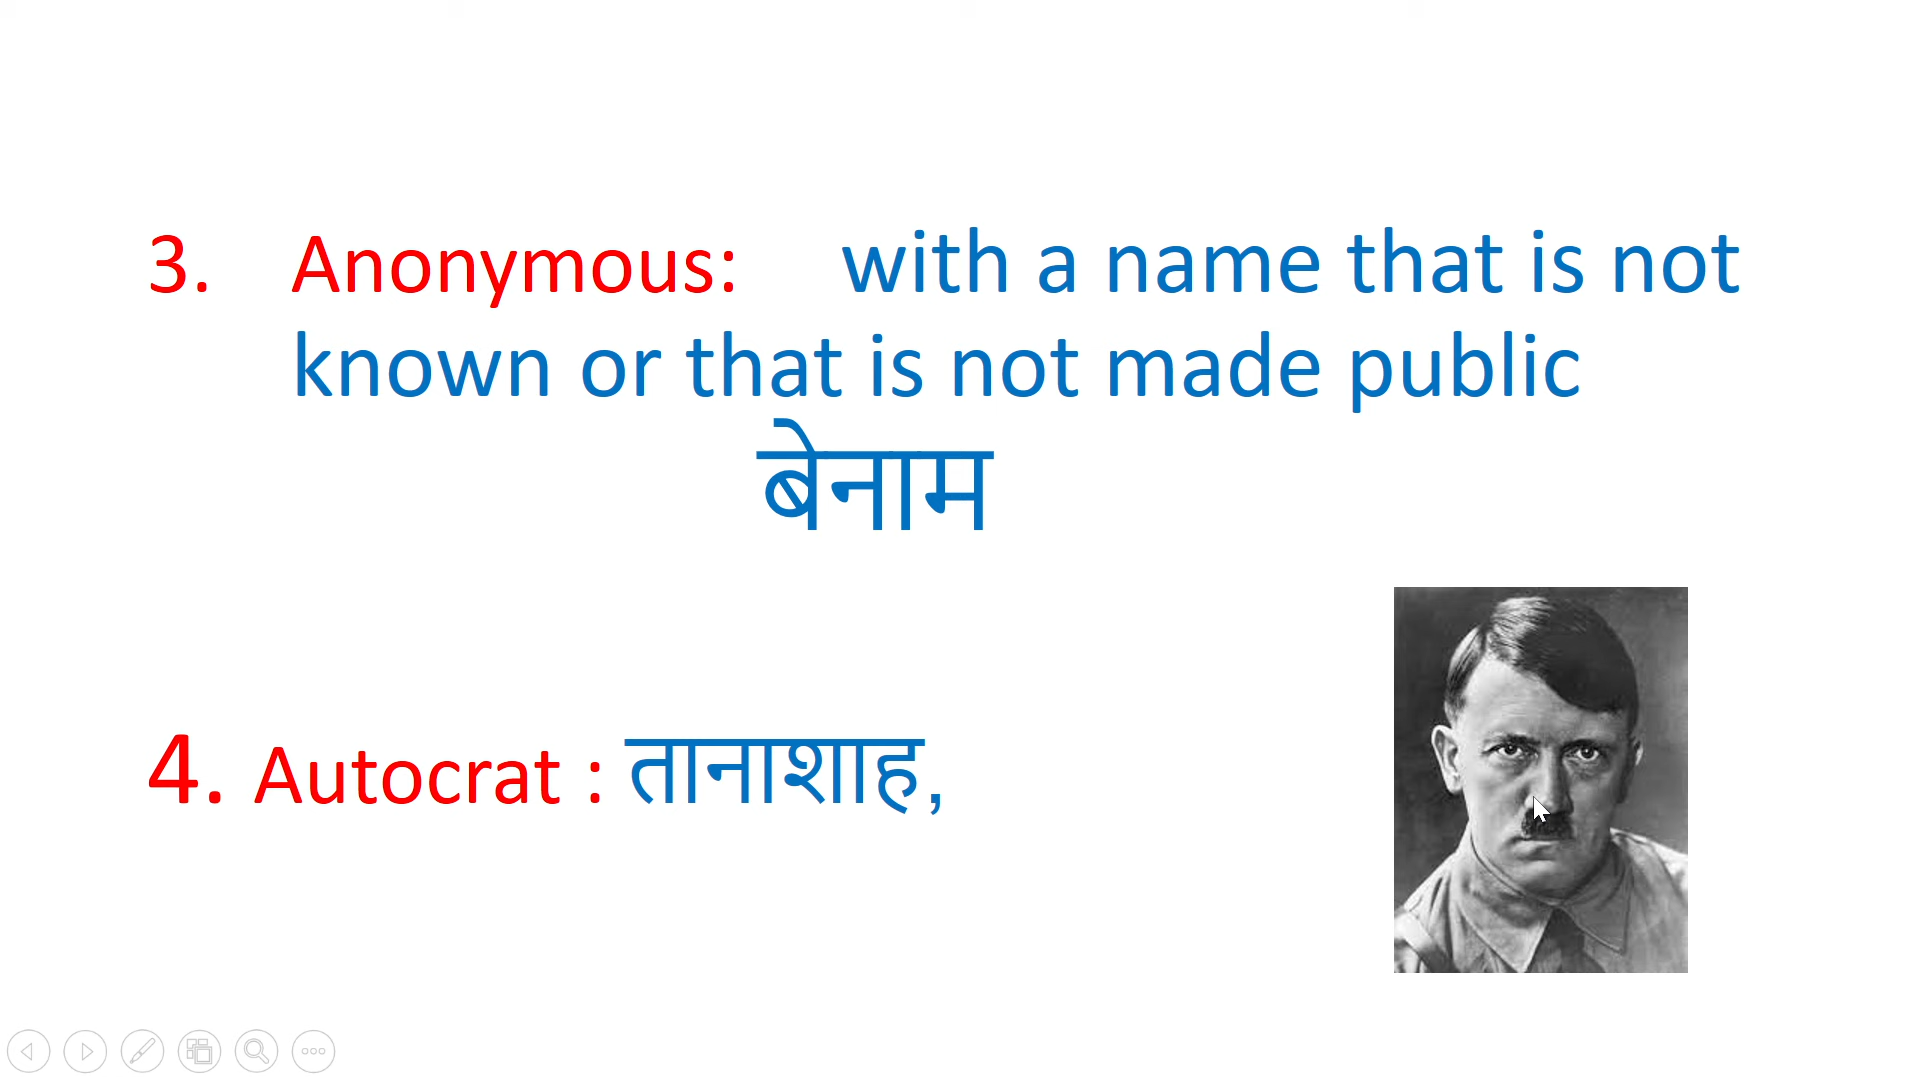 3. Anonymous: with a name that is not
known or that is not made public
बेनाम
4. Autocrat : तानाशाह,